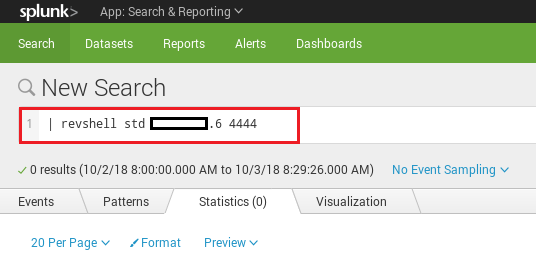 splunk> App: Search & Reporting
Search Datasets Reports Alerts Dashboards
New Search
1 | revshell std .6 4444
0 results (10/2/18 8:00:00.000 AM to 10/3/18 8:29:26.000 AM) No Event Sampling
Events Patterns Statistics (0) Visualization
20 Per Page Format Preview